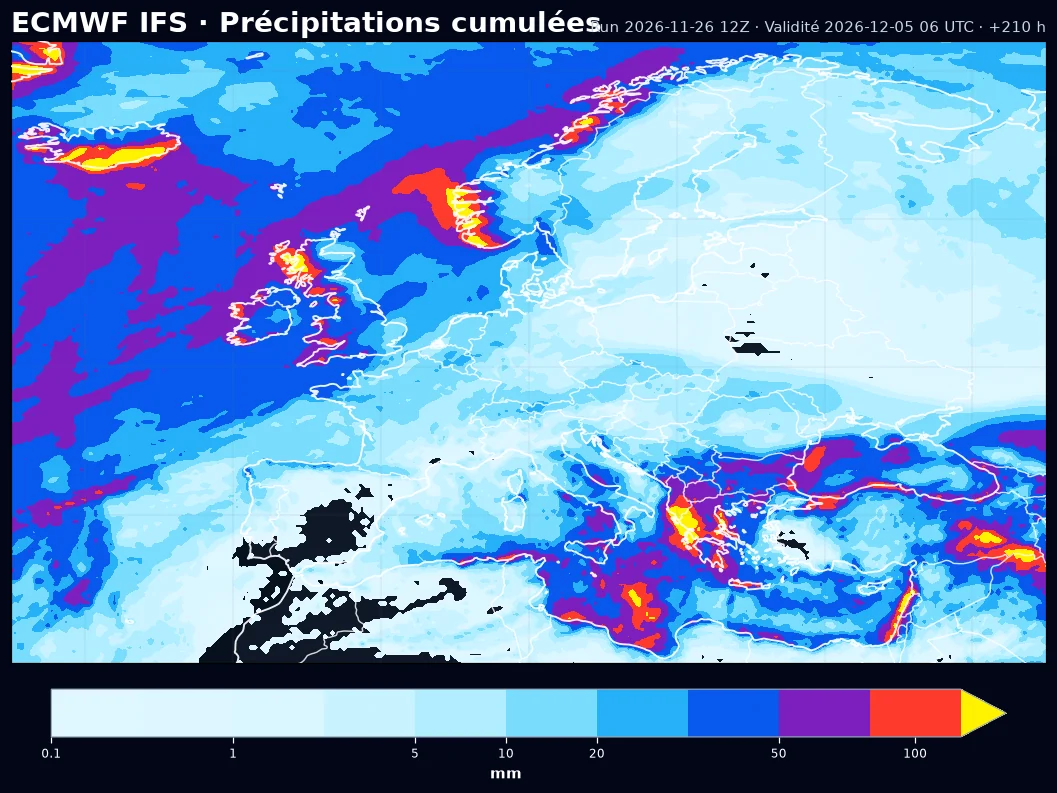 ECMWF IFS · Précipitations cumulées
Run 2026-11-26 12Z · Validité 2026-12-05 06 UTC · +210 h
0.1 1 5 10 20 50 100
mm